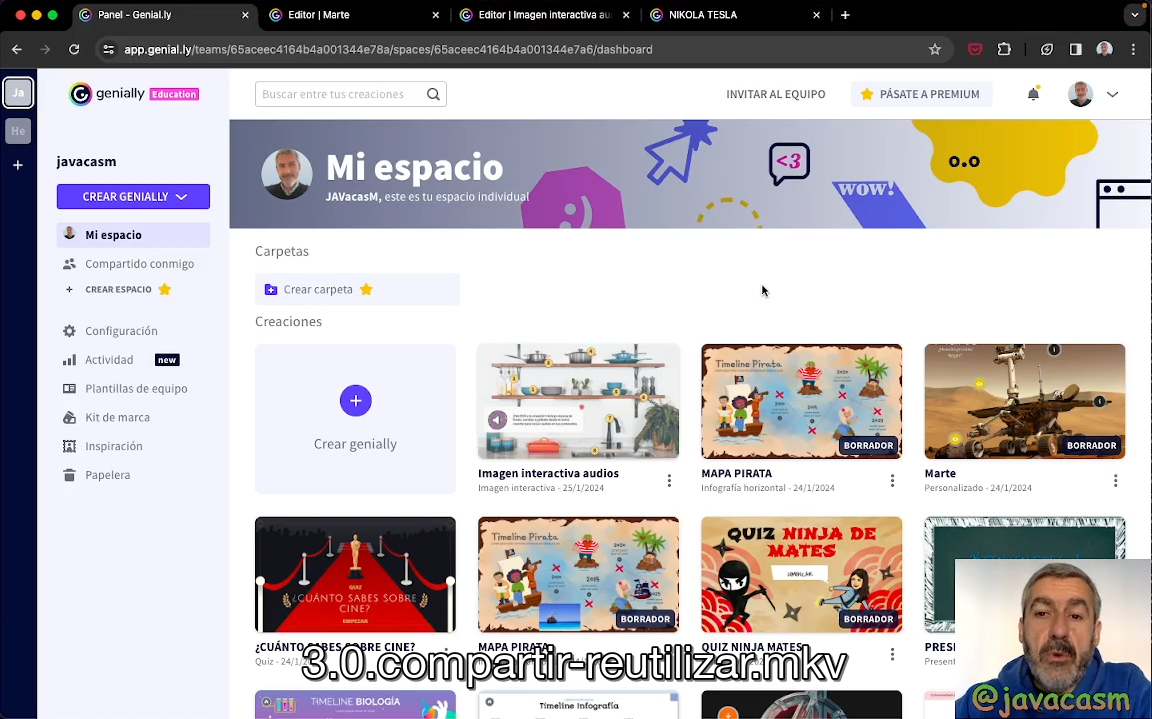 Panel - Genial.ly
Editor | Marte
Editor | Imagen interactiva au
NIKOLA TESLA
app.genial.ly/teams/65aceec4164b4a001344e78a/spaces/65aceec4164b4a001344e7a6/dashboard
Ja
He
genially Education
Buscar entre tus creaciones
INVITAR AL EQUIPO
PÁSATE A PREMIUM
javacasm
CREAR GENIALLY
Mi espacio
Compartido conmigo
CREAR ESPACIO
Configuración
Actividad new
Plantillas de equipo
Kit de marca
Inspiración
Papelera
Mi espacio
JAVacasM, este es tu espacio individual
<3
WOW!
o.o
Carpetas
Crear carpeta
Creaciones
Crear genially
Imagen interactiva audios
Imagen interactiva - 25/1/2024
Timeline Pirata
BORRADOR
MAPA PIRATA
Infografía horizontal - 24/1/2024
BORRADOR
Marte
Personalizado - 24/1/2024
QUIZ
¿CUÁNTO SABES SOBRE
CINE?
EMPEZAR
¿CUÁNTO SABES SOBRE CINE?
Quiz - 24/1/
Timeline Pirata
BORRADOR
MAPA PIRATA
QUIZ NINJA DE
MATES
BORRADOR
QUIZ NINJA MATES
PRES
Present
3.0.compartir-reutilizar.mkv
TIMELINE BIOLOGÍA
Timeline Infografía
@javacasm